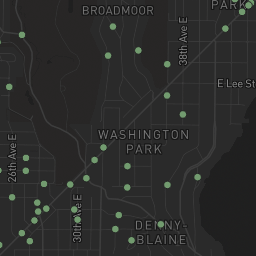 PARK
BROADMOOR
38th Ave E
E Lee St
WASHINGTON
PARK
26th Ave E
30th Ave E
DENNY-
BLAINE